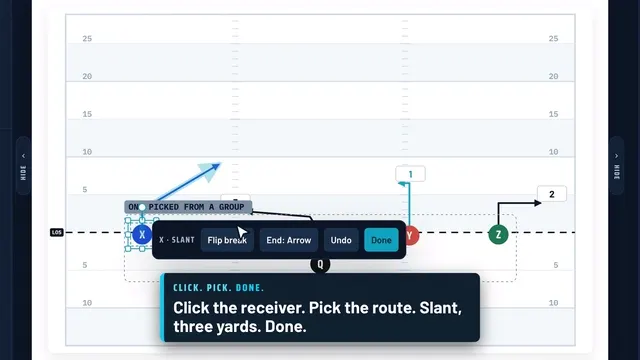 25
25
20
20
15
15
10
10
1
5
2
ONE PICKED FROM A GROUP
HIDE
HIDE
LOS
X
X · SLANT
Flip break
End: Arrow
Undo
Done
Y
Z
Q
5
5
CLICK. PICK. DONE.
Click the receiver. Pick the route. Slant,
three yards. Done.
10
10